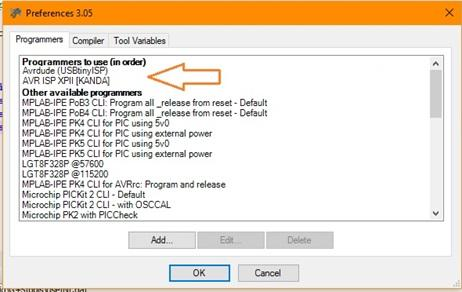 Preferences 3.05
Programmers Compiler Tool Variables
Programmers to use (in order)
Avrdude (USBtinyISP)
AVR ISP XPII [KANDA]
Other available programmers
MPLAB-IPE PoB3 CLI: Program all _release from reset - Default
MPLAB-IPE PoB4 CLI: Program all _release from reset - Default
MPLAB-IPE PK4 CLI for PIC using 5v0
MPLAB-IPE PK4 CLI for PIC using external power
MPLAB-IPE PK5 CLI for PIC using 5v0
MPLAB-IPE PK5 CLI for PIC using external power
LGT8F328P @57600
LGT8F328P @115200
MPLAB-IPE PK4 CLI for AVRrc: Program and release
Microchip PICKit 2 CLI - Default
Microchip PICKit 2 CLI - with OSCCAL
Microchip PK2 with PICCheck
Add... Edit... Delete
OK Cancel